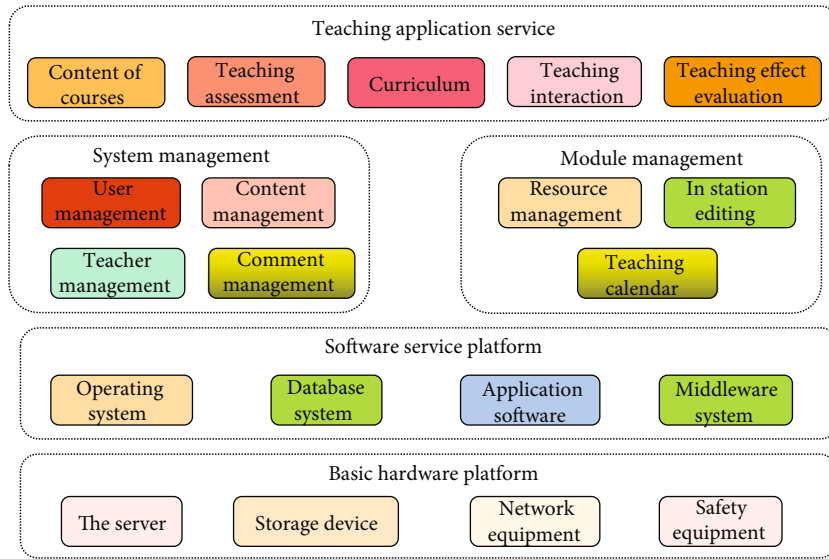 Teaching application service
Content of
courses
Teaching
assessment
Curriculum
Teaching
interaction
Teaching effect
evaluation
System management
User
management
Content
management
Teacher
management
Comment
management
Module management
Resource
management
In station
editing
Teaching
calendar
Software service platform
Operating
system
Database
system
Application
software
Middleware
system
Basic hardware platform
The server
Storage device
Network
equipment
Safety
equipment